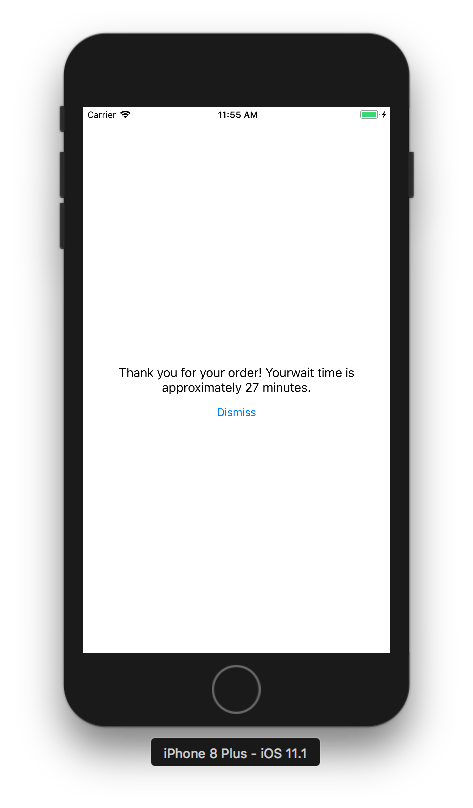 Carrier 11:55 AM
Thank you for your order! Yourwait time is
approximately 27 minutes.
Dismiss
iPhone 8 Plus - iOS 11.1